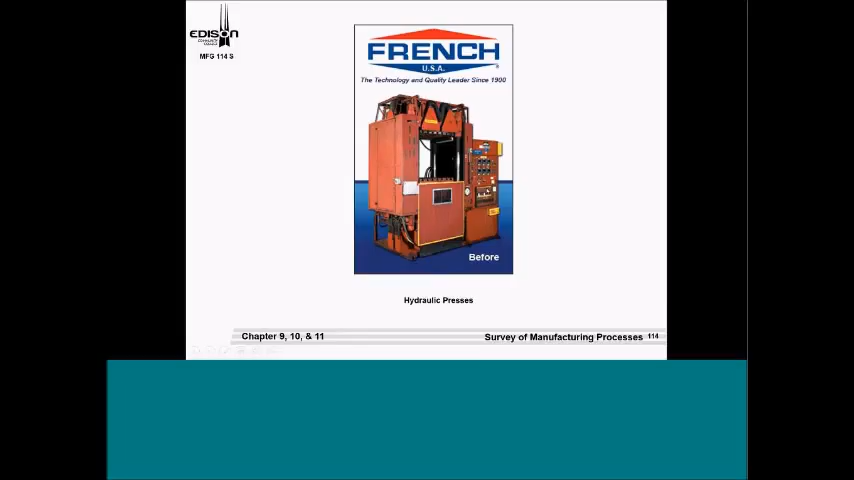 EDISON
MFG 114 S
FRENCH
U.S.A.
The Technology and Quality Leader Since 1900
Before
Hydraulic Presses
Chapter 9, 10, & 11
Survey of Manufacturing Processes 114